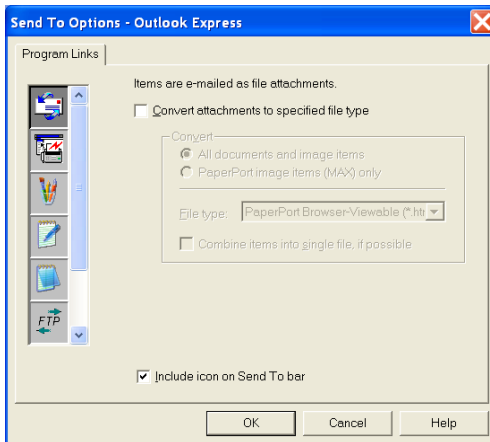 Send To Options - Outlook Express
Program Links
Items are e-mailed as file attachments.
Convert attachments to specified file type
Convert
All documents and image items
PaperPort image items (MAX) only
File type: PaperPort Browser-Viewable (*.htr
Combine items into single file, if possible
FTP
Include icon on Send To bar
OK Cancel Help